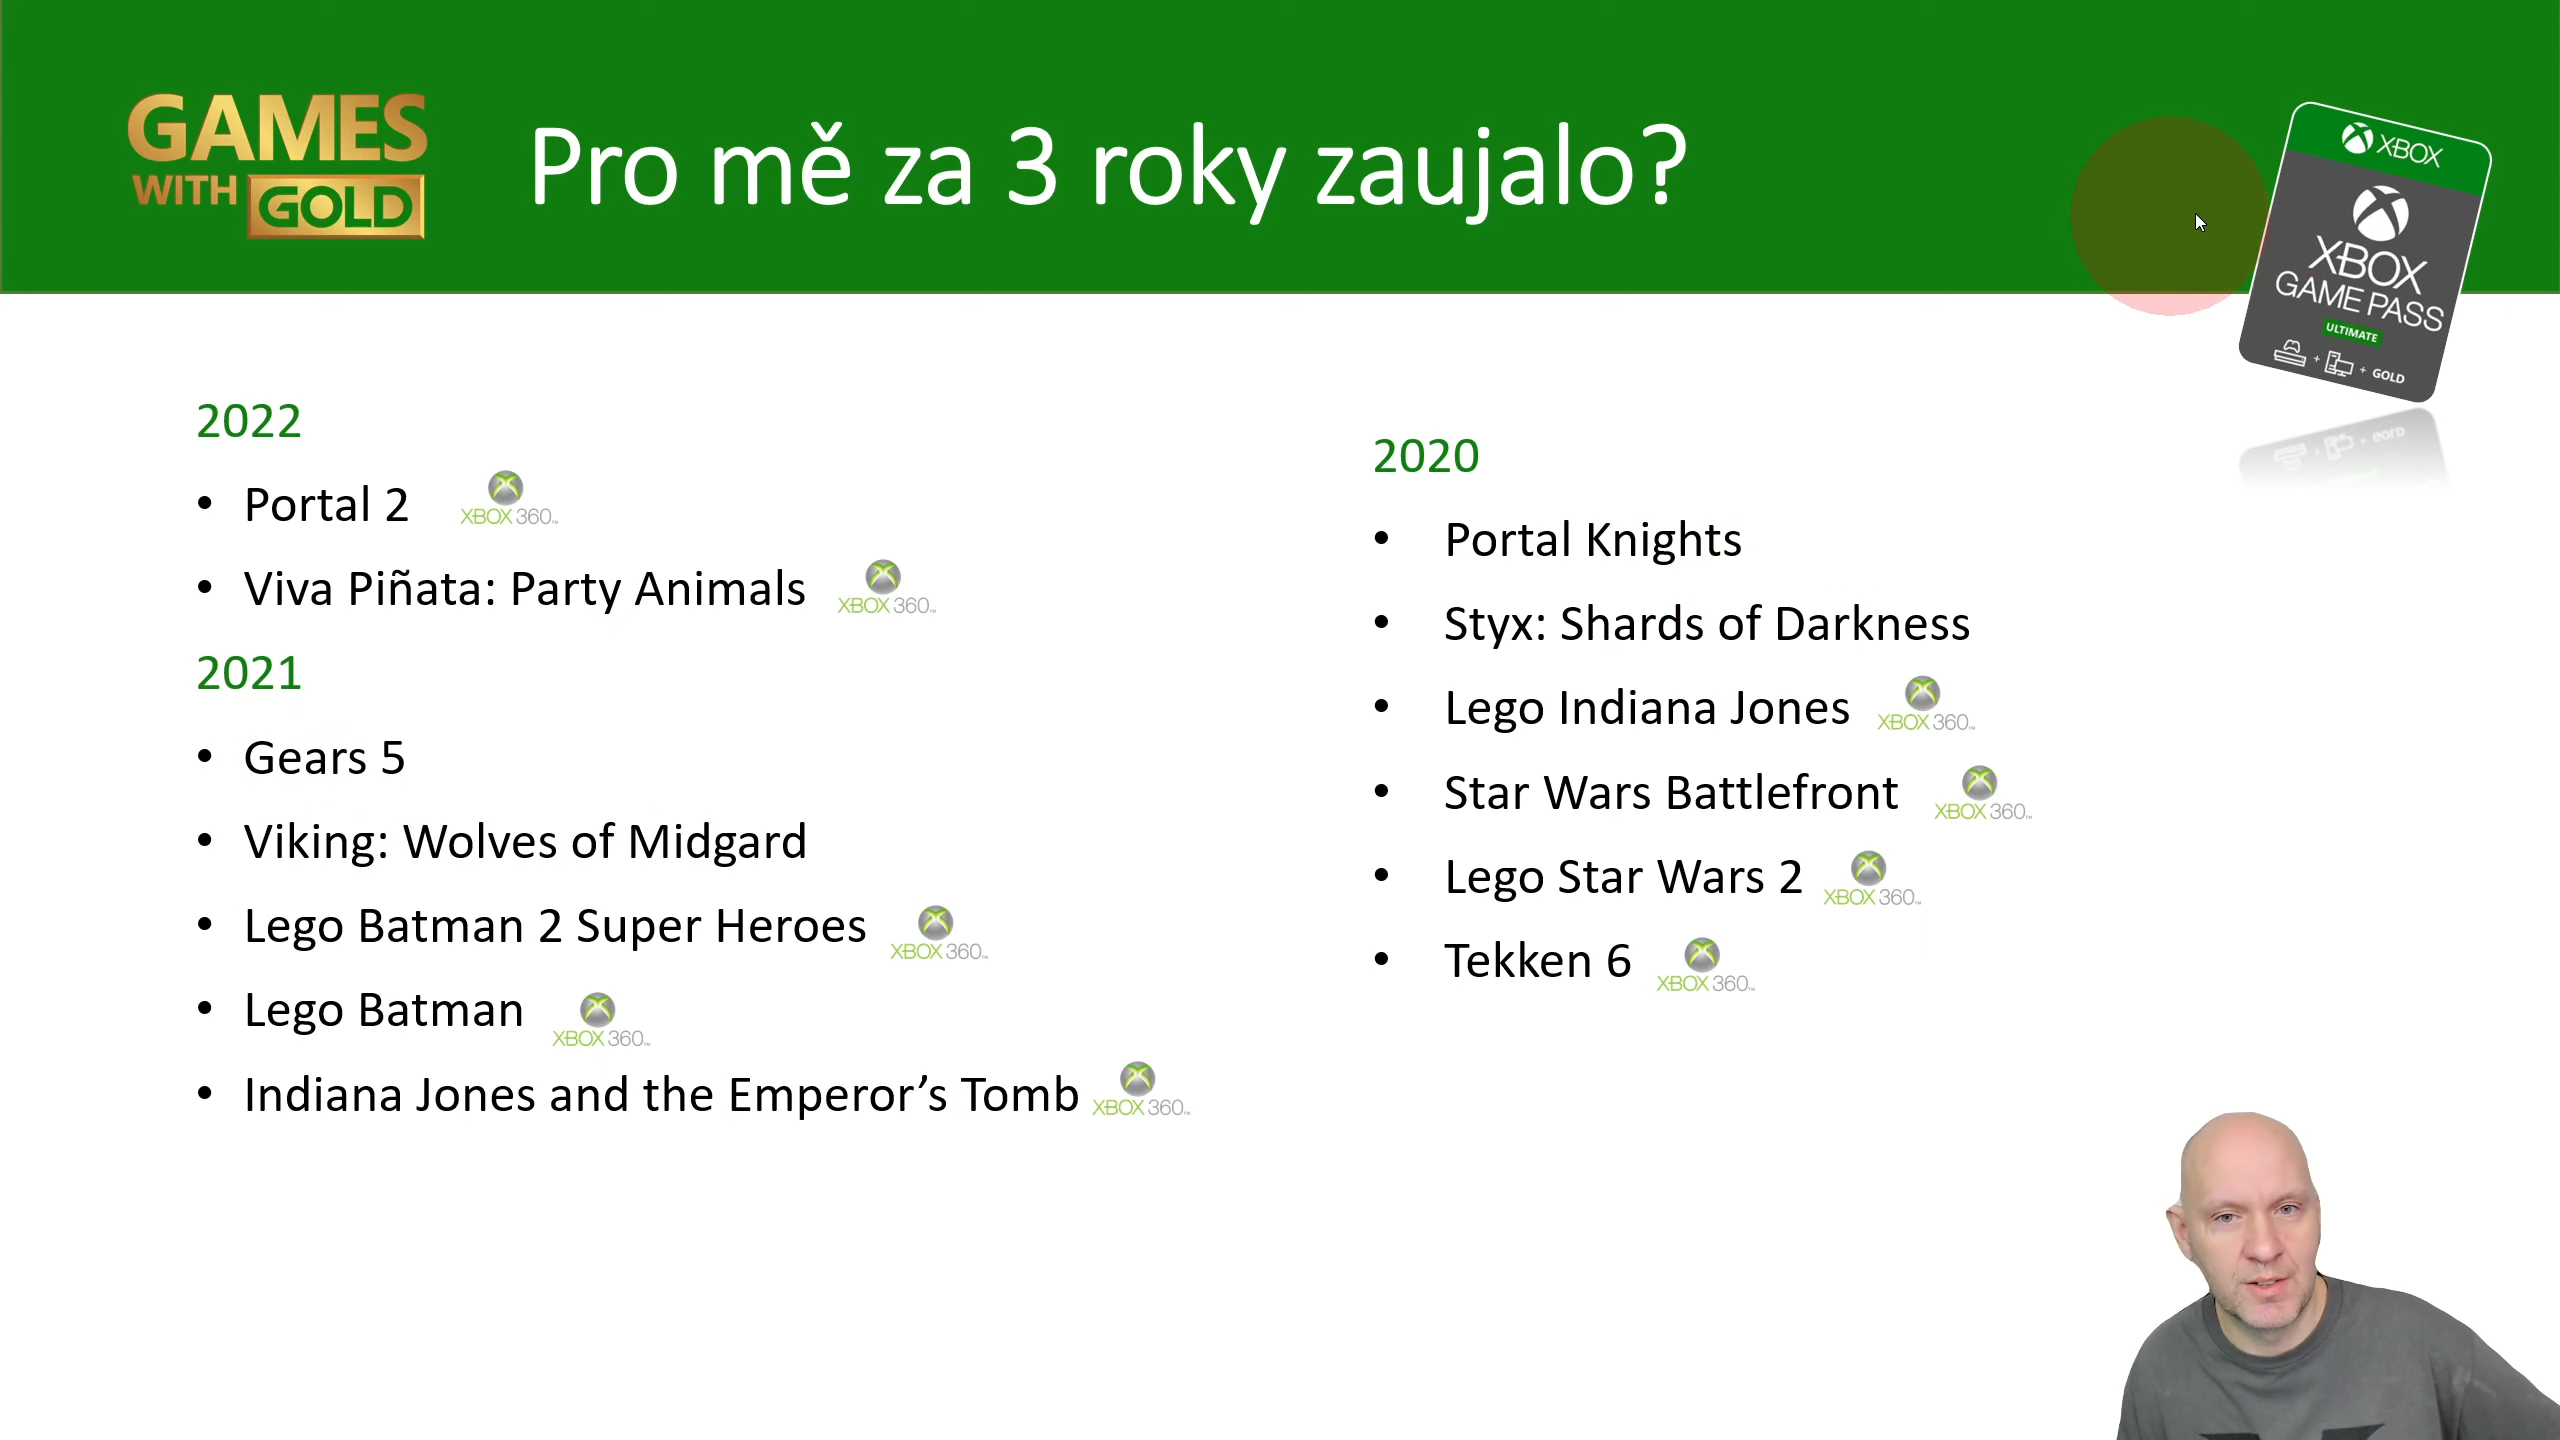 GAMES
WITH GOLD
Pro mě za 3 roky zaujalo?
XBOX
XBOX
GAME PASS
ULTIMATE
+ + GOLD
2022
• Portal 2 XBOX 360
• Viva Piñata: Party Animals XBOX 360
2021
• Gears 5
• Viking: Wolves of Midgard
• Lego Batman 2 Super Heroes XBOX 360
• Lego Batman XBOX 360
• Indiana Jones and the Emperor’s Tomb XBOX 360
2020
• Portal Knights
• Styx: Shards of Darkness
• Lego Indiana Jones XBOX 360
• Star Wars Battlefront XBOX 360
• Lego Star Wars 2 XBOX 360
• Tekken 6 XBOX 360